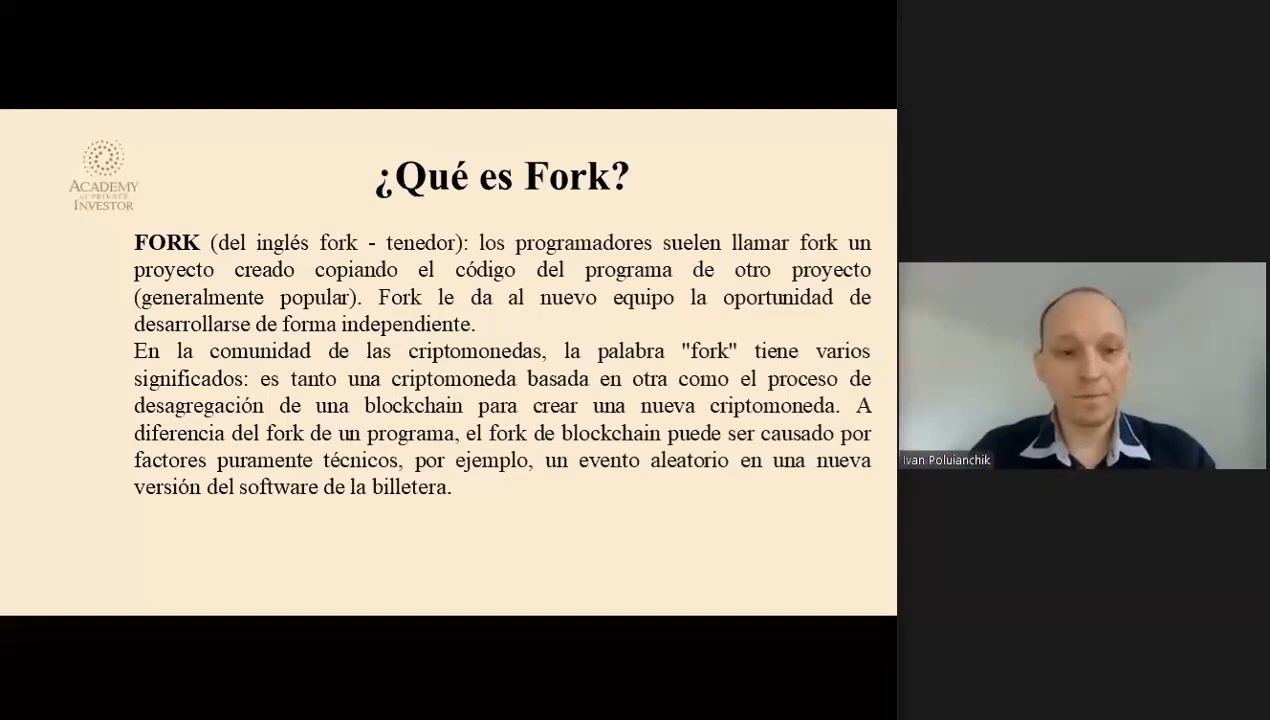 ACADEMY
OF PRIVATE
INVESTOR
¿Qué es Fork?
FORK (del inglés fork - tenedor): los programadores suelen llamar fork un
proyecto creado copiando el código del programa de otro proyecto
(generalmente popular). Fork le da al nuevo equipo la oportunidad de
desarrollarse de forma independiente.
En la comunidad de las criptomonedas, la palabra "fork" tiene varios
significados: es tanto una criptomoneda basada en otra como el proceso de
desagregación de una blockchain para crear una nueva criptomoneda. A
diferencia del fork de un programa, el fork de blockchain puede ser causado por
factores puramente técnicos, por ejemplo, un evento aleatorio en una nueva
versión del software de la billetera.
Ivan Poluianchik